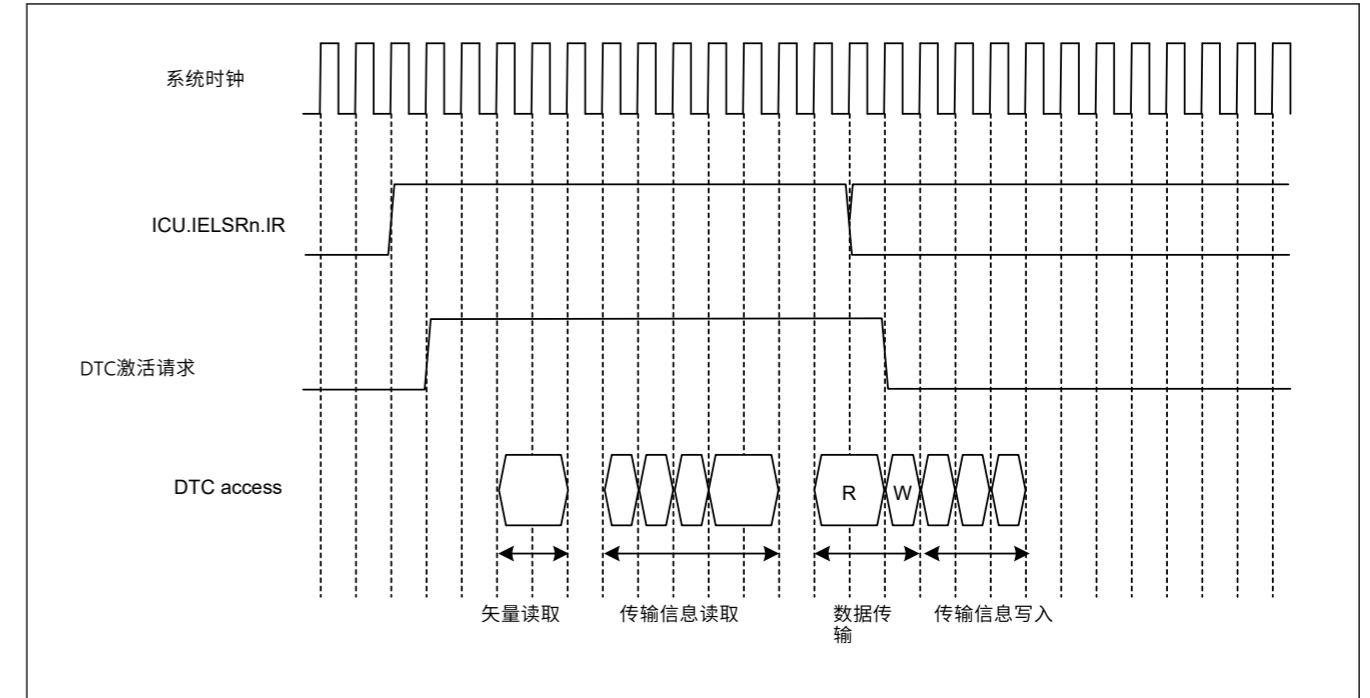 系统时钟
ICU.IELSRn.IR
DTC激活请求
DTC access
R
W
矢量读取
传输信息读取
数据传
输
传输信息写入